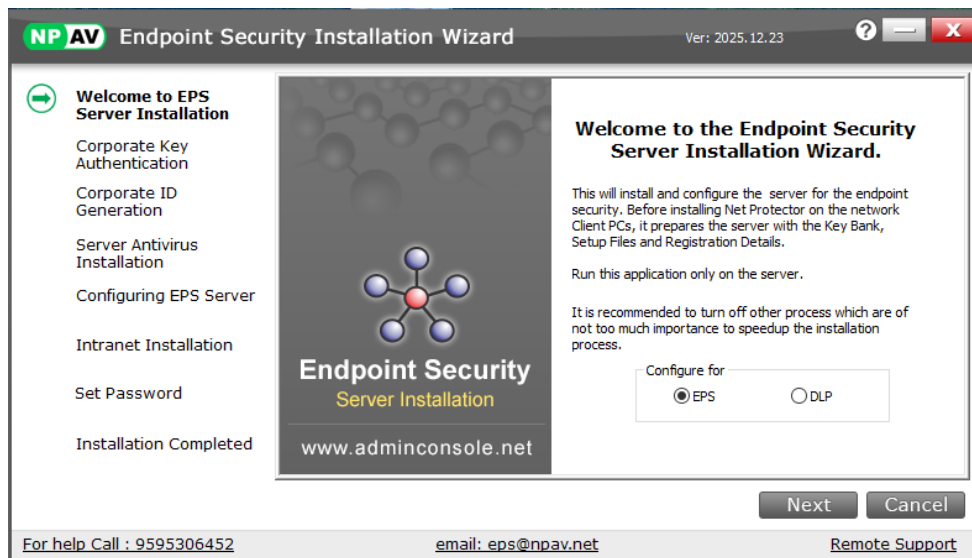 NP AV Endpoint Security Installation Wizard
Ver: 2025.12.23
?
X
Welcome to EPS
Server Installation
Corporate Key
Authentication
Corporate ID
Generation
Server Antivirus
Installation
Configuring EPS Server
Intranet Installation
Set Password
Installation Completed
Endpoint Security
Server Installation
www.adminconsole.net
Welcome to the Endpoint Security
Server Installation Wizard.
This will install and configure the server for the endpoint
security. Before installing Net Protector on the network
Client PCs, it prepares the server with the Key Bank,
Setup Files and Registration Details.
Run this application only on the server.
It is recommended to turn off other process which are of
not too much importance to speedup the installation
process.
Configure for
EPS
DLP
Next
Cancel
For help Call : 9595306452
email: eps@npav.net
Remote Support